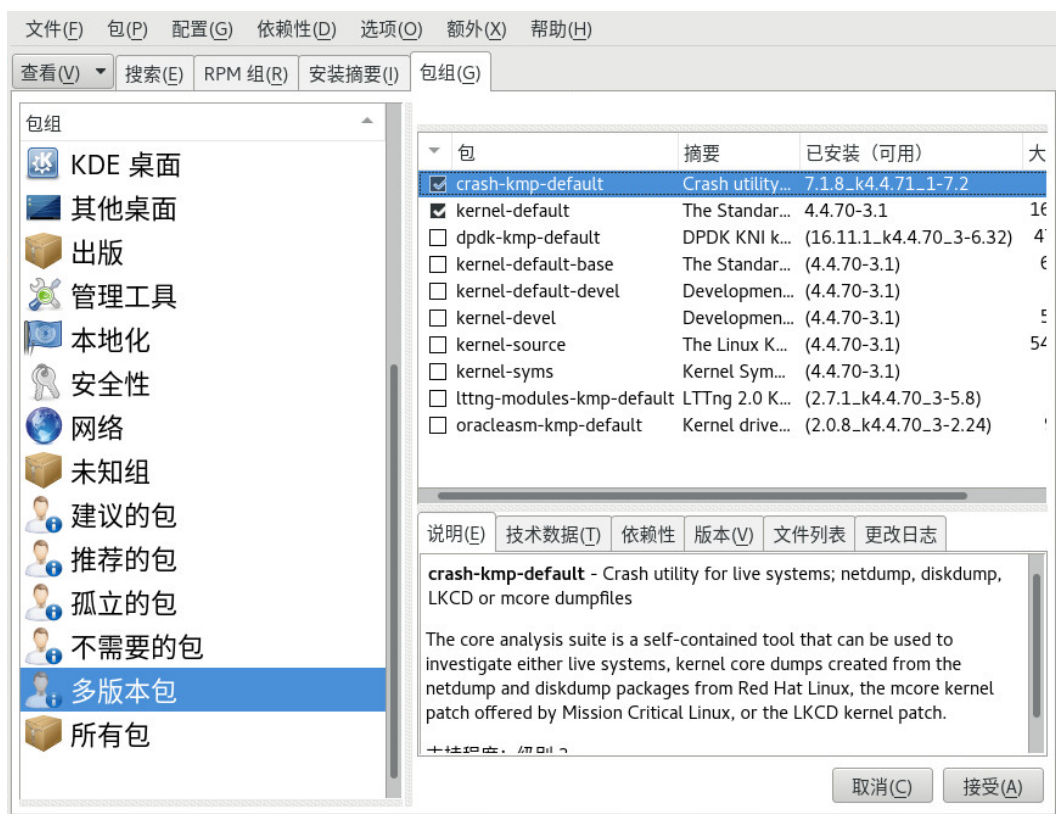 文件(F) 包(P) 配置(G) 依赖性(D) 选项(O) 额外(X) 帮助(H)
查看(V) 搜索(E) RPM 组(R) 安装摘要(I) 包组(G)
包组
KDE 桌面
其他桌面
出版
管理工具
本地化
安全性
网络
未知组
建议的包
推荐的包
孤立的包
不需要的包
多版本包
所有包
包 摘要 已安装（可用） 大
crash-kmp-default Crash utility... 7.1.8_k4.4.71_1-7.2
kernel-default The Standar... 4.4.70-3.1 16
dpdk-kmp-default DPDK KNI k... (16.11.1_k4.4.70_3-6.32)
kernel-default-base The Standar... (4.4.70-3.1)
kernel-default-devel Developmen... (4.4.70-3.1)
kernel-devel Developmen... (4.4.70-3.1)
kernel-source The Linux K... (4.4.70-3.1) 54
kernel-syms Kernel Sym... (4.4.70-3.1)
lttng-modules-kmp-default LTTng 2.0 K... (2.7.1_k4.4.70_3-5.8)
oracleasm-kmp-default Kernel drive... (2.0.8_k4.4.70_3-2.24)
说明(E) 技术数据(T) 依赖性 版本(V) 文件列表 更改日志
crash-kmp-default - Crash utility for live systems; netdump, diskdump,
LKCD or mcore dumpfiles
The core analysis suite is a self-contained tool that can be used to
investigate either live systems, kernel core dumps created from the
netdump and diskdump packages from Red Hat Linux, the mcore kernel
patch offered by Mission Critical Linux, or the LKCD kernel patch.
取消(C) 接受(A)